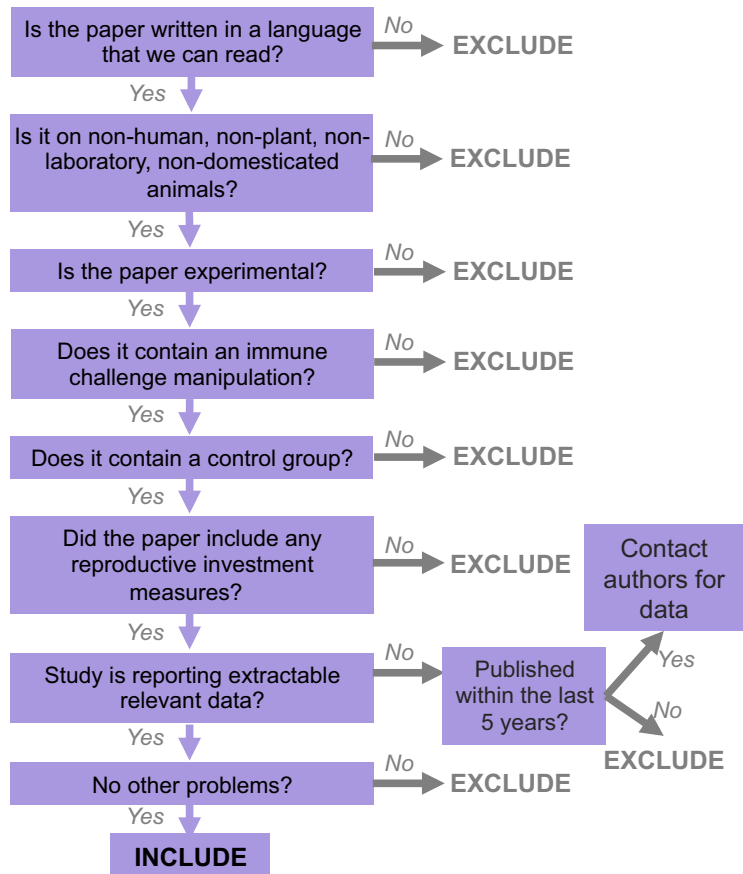 Is the paper written in a language
that we can read?
No
EXCLUDE
Yes
Is it on non-human, non-plant, non-
laboratory, non-domesticated
animals?
No
EXCLUDE
Yes
Is the paper experimental?
No
EXCLUDE
Yes
Does it contain an immune
challenge manipulation?
No
EXCLUDE
Yes
Does it contain a control group?
No
EXCLUDE
Yes
Did the paper include any
reproductive investment
measures?
No
EXCLUDE
Yes
Study is reporting extractable
relevant data?
No
Published
within the last
5 years?
Yes
Contact
authors for
data
No
EXCLUDE
Yes
No other problems?
No
EXCLUDE
Yes
INCLUDE